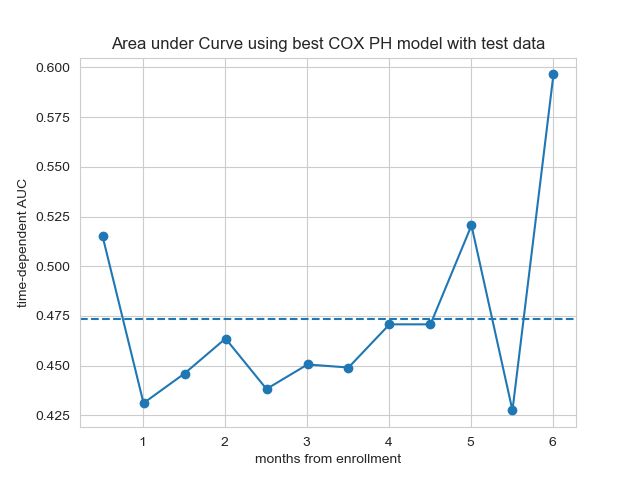 Area under Curve using best COX PH model with test data
time-dependent AUC
0.600
0.575
0.550
0.525
0.500
0.475
0.450
0.425
1 2 3 4 5 6
months from enrollment